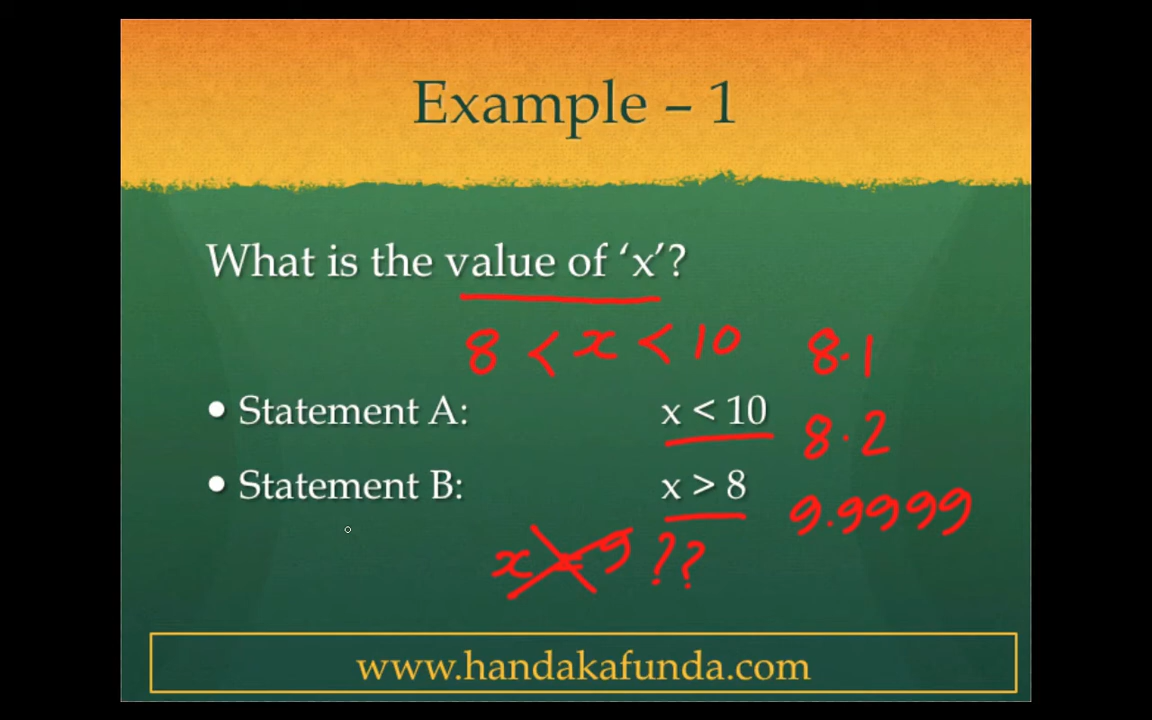 Example – 1
What is the value of ‘x’?
8 < x < 10 8.1
• Statement A: x < 10 8.2
• Statement B: x > 8 9.9999
x = 9 ??
www.handakafunda.com